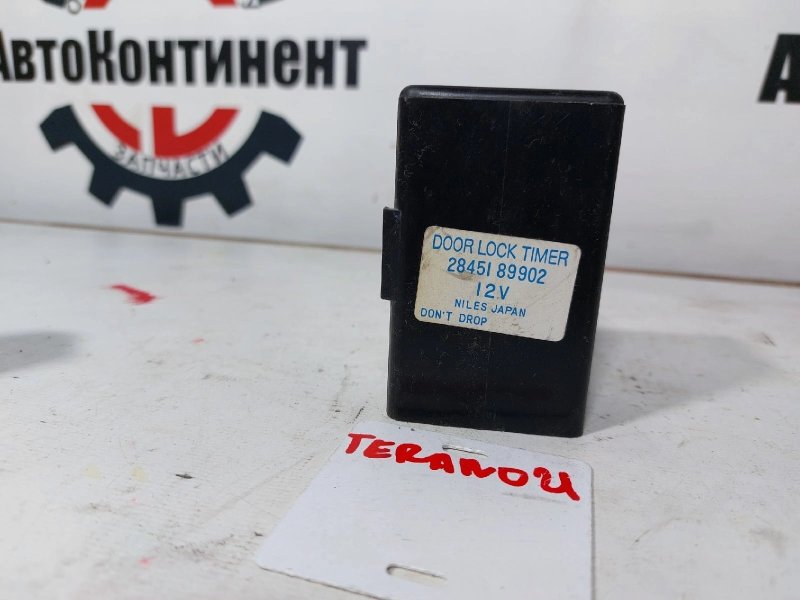 АвтоКонтинент
ЗАПЧАСТИ
А
DOOR LOCK TIMER
28451 89902
12V
NILES JAPAN
DON'T DROP
TERANO21